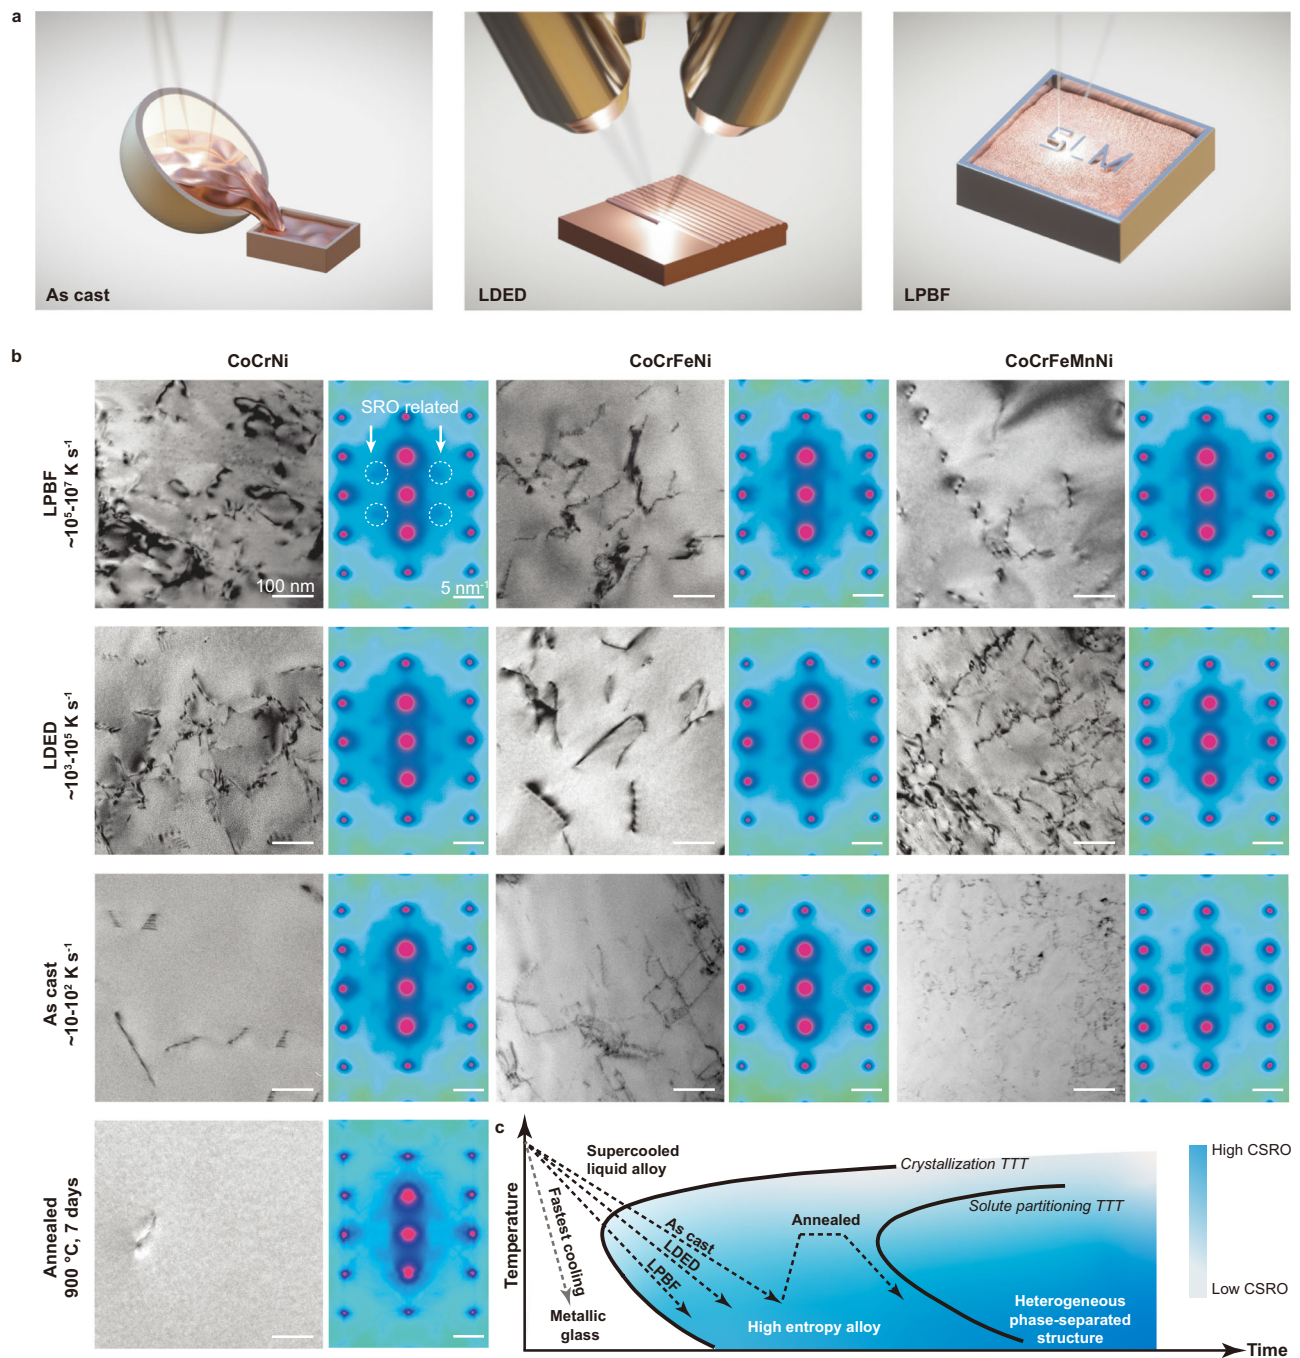 a
As cast
LDED
SLM
LPBF
b
CoCrNi
CoCrFeNi
CoCrFeMnNi
LPBF
~10⁵-10⁷ K s⁻¹
SRO related
100 nm
5 nm⁻¹
LDED
~10³-10⁵ K s⁻¹
As cast
~10-10² K s⁻¹
Annealed
900 °C, 7 days
c
Temperature
Supercooled
liquid alloy
Crystallization TTT
Solute partitioning TTT
Fastest cooling
As cast
LDED
LPBF
Annealed
Metallic
glass
High entropy alloy
Heterogeneous
phase-separated
structure
Time
High CSRO
Low CSRO